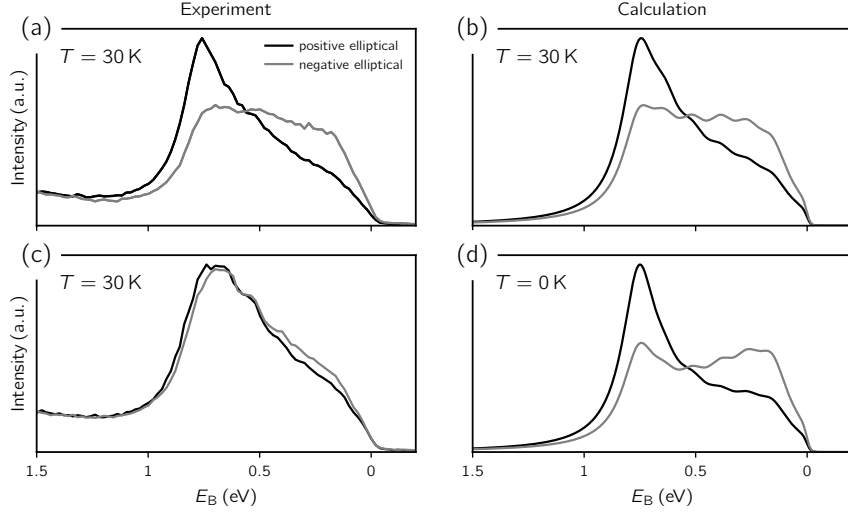 Experiment
Calculation
(a)
T = 30 K
positive elliptical
negative elliptical
Intensity (a.u.)
(b)
T = 30 K
(c)
T = 30 K
Intensity (a.u.)
1.5 1 0.5 0
E_B (eV)
(d)
T = 0 K
1.5 1 0.5 0
E_B (eV)